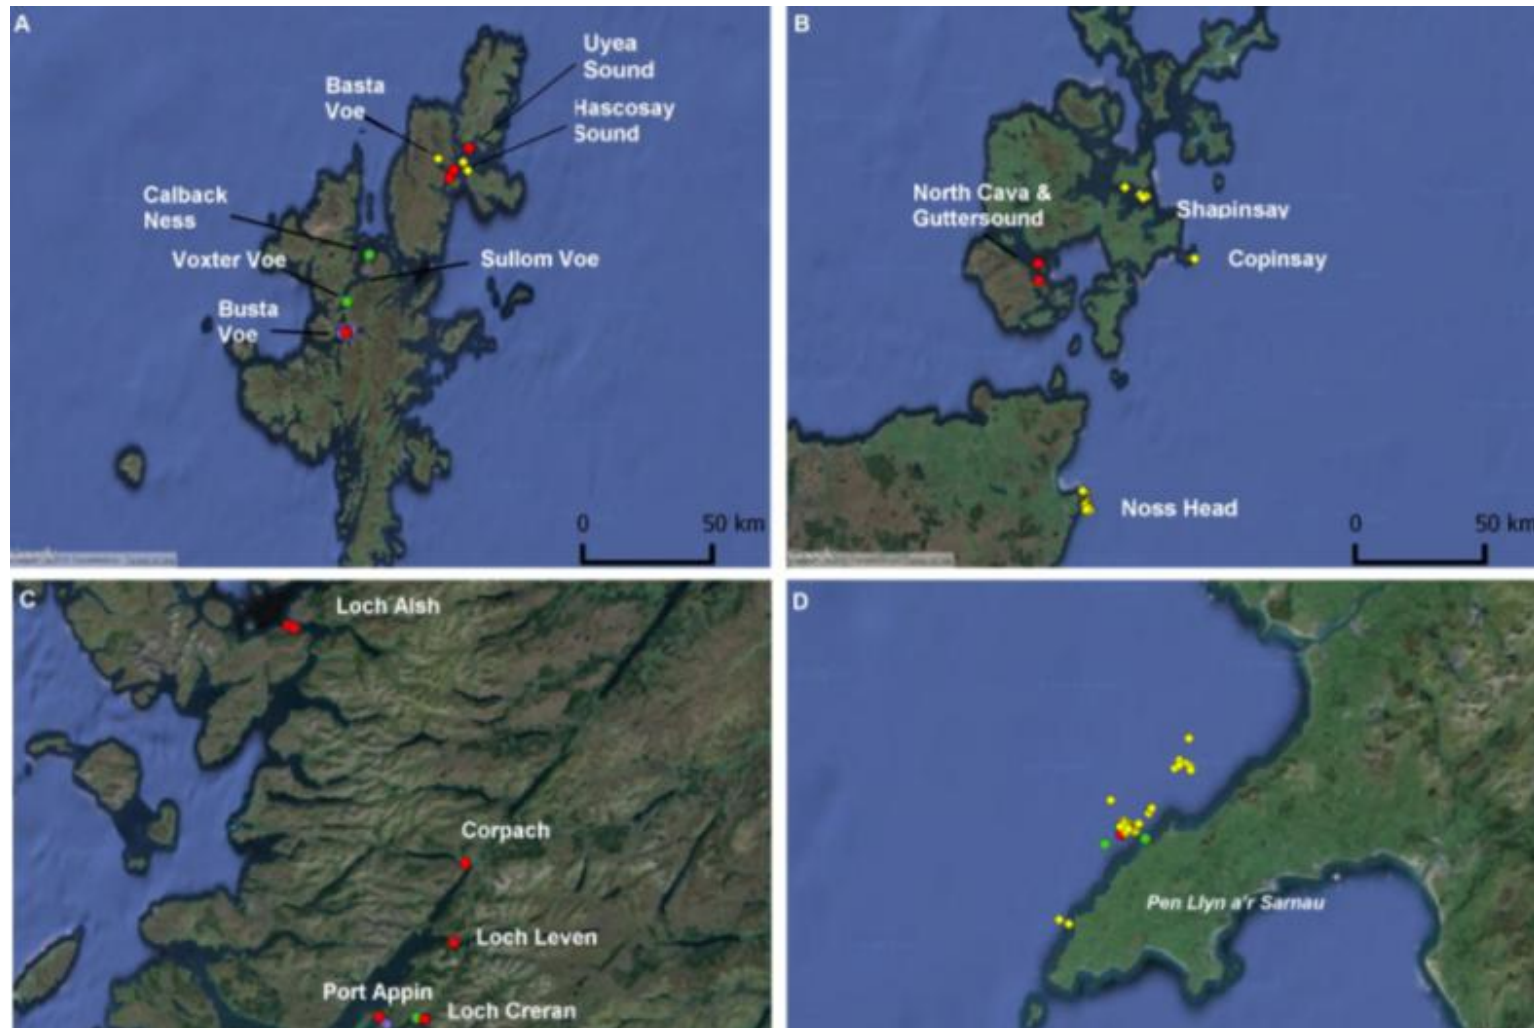 A
Uyea
Sound
Basta
Voe
Hascosay
Sound
Calback
Ness
Voxter Voe
Sullom Voe
Busta
Voe
0 50 km
B
North Cava &
Guttersound
Shapinsay
Copinsay
Noss Head
0 50 km
C
Loch Alsh
Corpach
Loch Leven
Port Appin
Loch Creran
D
Pen Llyn a'r Sarnau